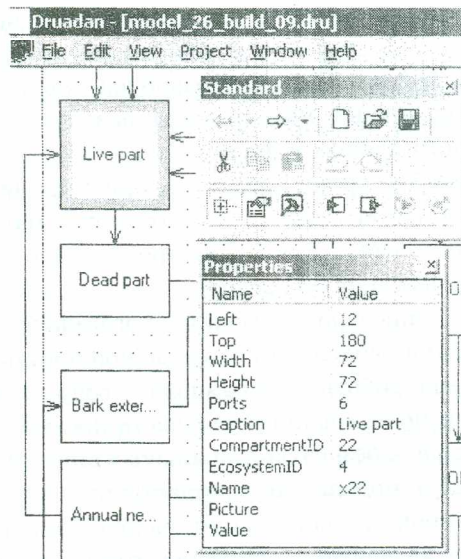 Druadan - [model_26_build_09.dru]
File Edit View Project Window Help
Standard
Live part
Dead part
Bark exter...
Annual ne...
Properties
Name Value
Left 12
Top 180
Width 72
Height 72
Ports 6
Caption Live part
CompartmentID 22
EcosystemID 4
Name x22
Picture
Value